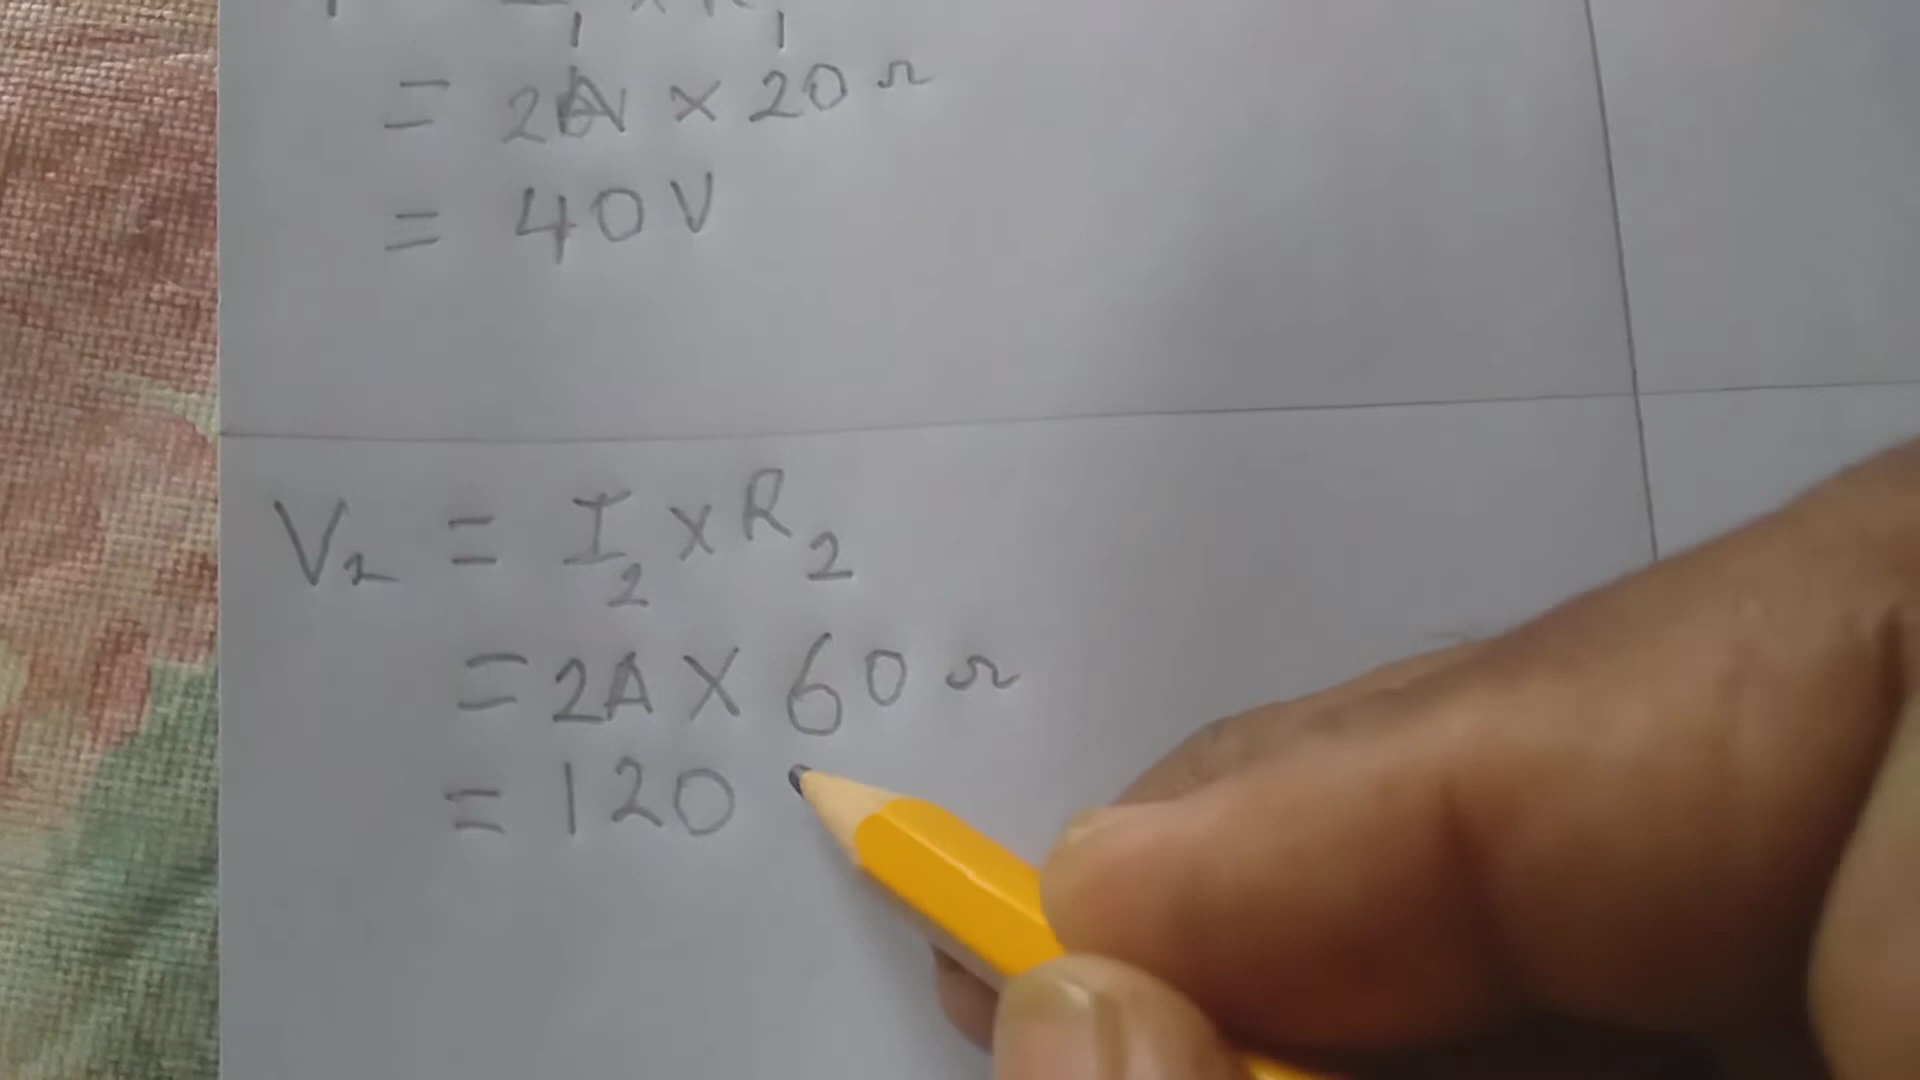 = 2A × 20 Ω
= 40 V
V₂ = I₂ × R₂
= 2A × 60 Ω
= 120